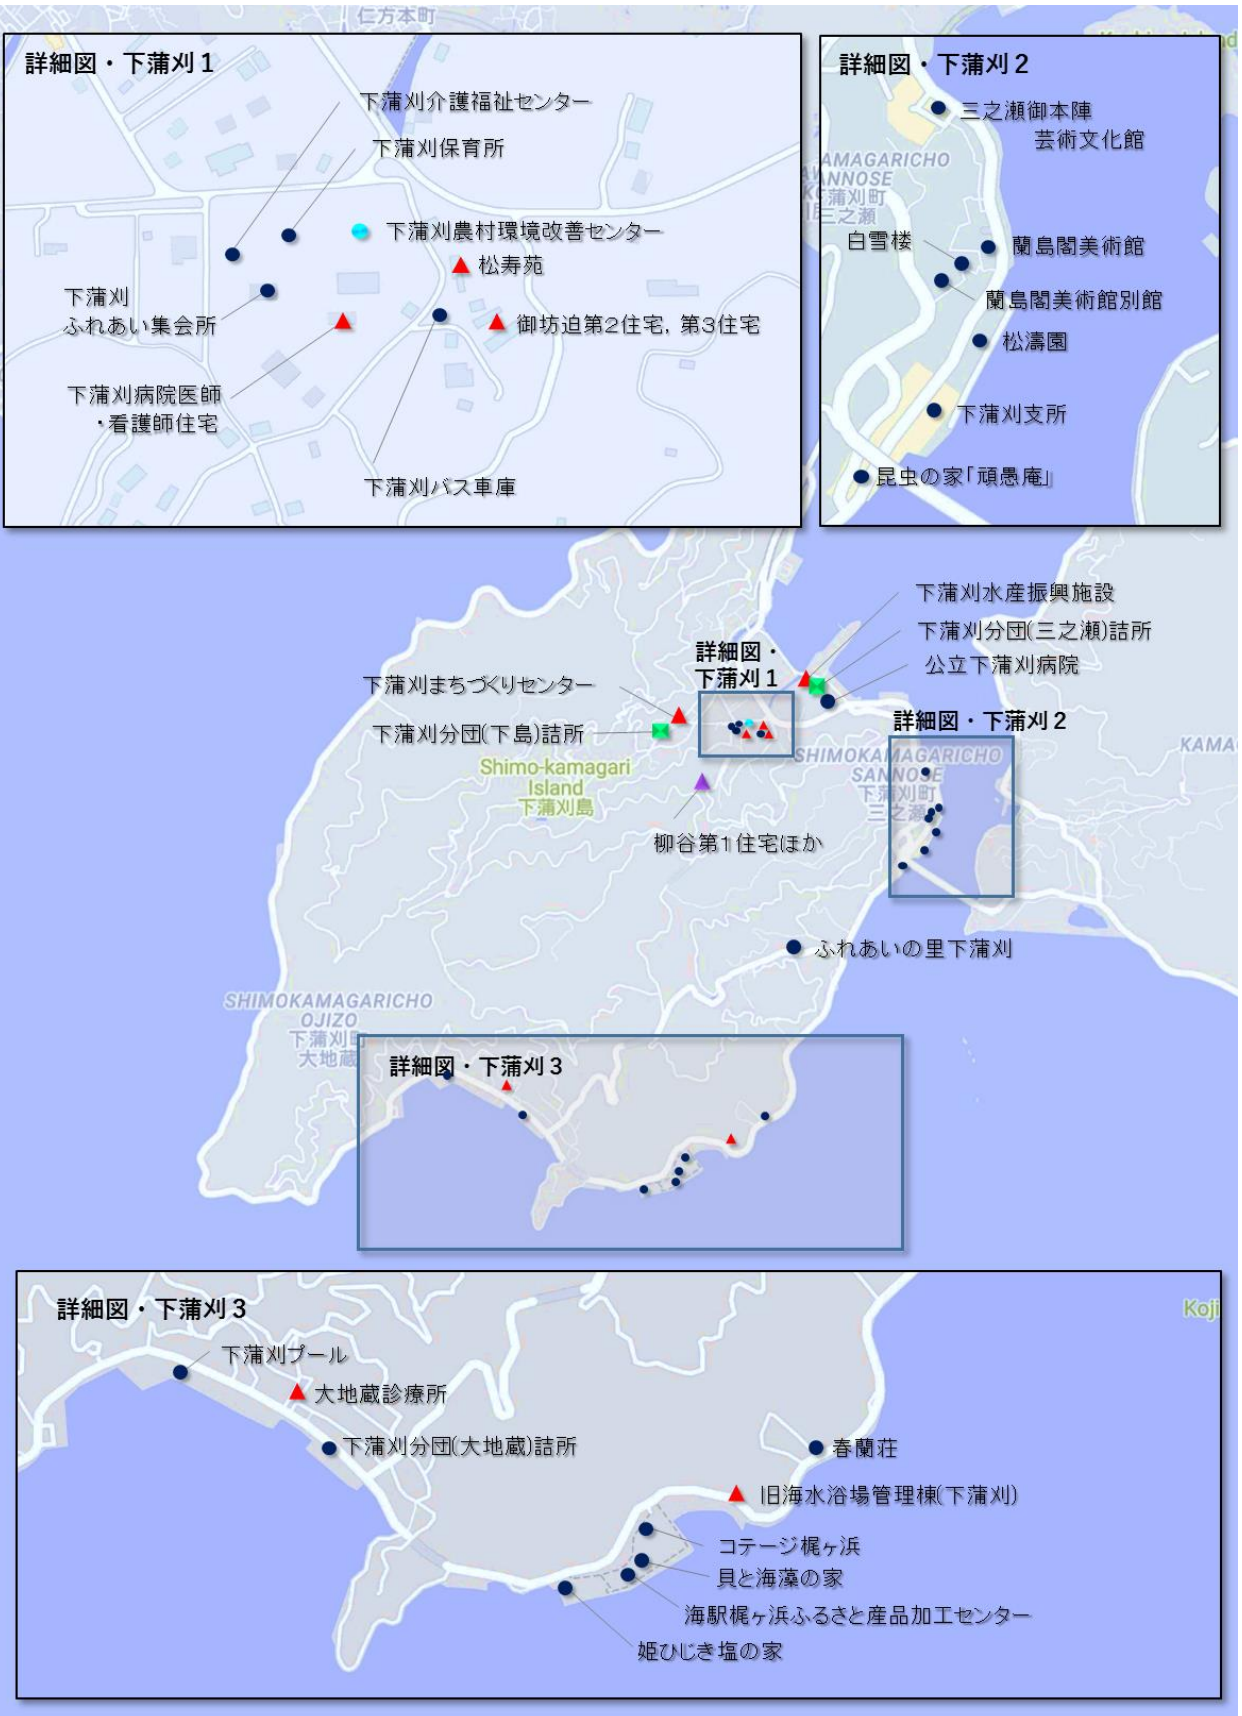 仁方本町
詳細図・下蒲刈1
下蒲刈介護福祉センター
下蒲刈保育所
下蒲刈農村環境改善センター
松寿苑
下蒲刈
ふれあい集会所
御坊迫第2住宅，第3住宅
下蒲刈病院医師
・看護師住宅
下蒲刈バス車庫
詳細図・下蒲刈2
三之瀬御本陣
芸術文化館
AMAGARICHO
ANNOSE
蒲刈町
三之瀬
白雪楼
蘭島閣美術館
蘭島閣美術館別館
松濤園
下蒲刈支所
昆虫の家「頑愚庵」
下蒲刈水産振興施設
下蒲刈分団(三之瀬)詰所
公立下蒲刈病院
詳細図・
下蒲刈1
下蒲刈まちづくりセンター
下蒲刈分団(下島)詰所
詳細図・下蒲刈2
KAMA
SHIMOKAMAGARICHO
SANNOSE
下蒲刈町
三之瀬
Shimo-kamagari
Island
下蒲刈島
柳谷第1住宅ほか
ふれあいの里下蒲刈
SHIMOKAMAGARICHO
OJIZO
下蒲刈町
大地蔵
詳細図・下蒲刈3
詳細図・下蒲刈3
Koji
下蒲刈プール
大地蔵診療所
下蒲刈分団(大地蔵)詰所
春蘭荘
旧海水浴場管理棟(下蒲刈)
コテージ梶ヶ浜
貝と海藻の家
海駅梶ヶ浜ふるさと産品加工センター
姫ひじき塩の家